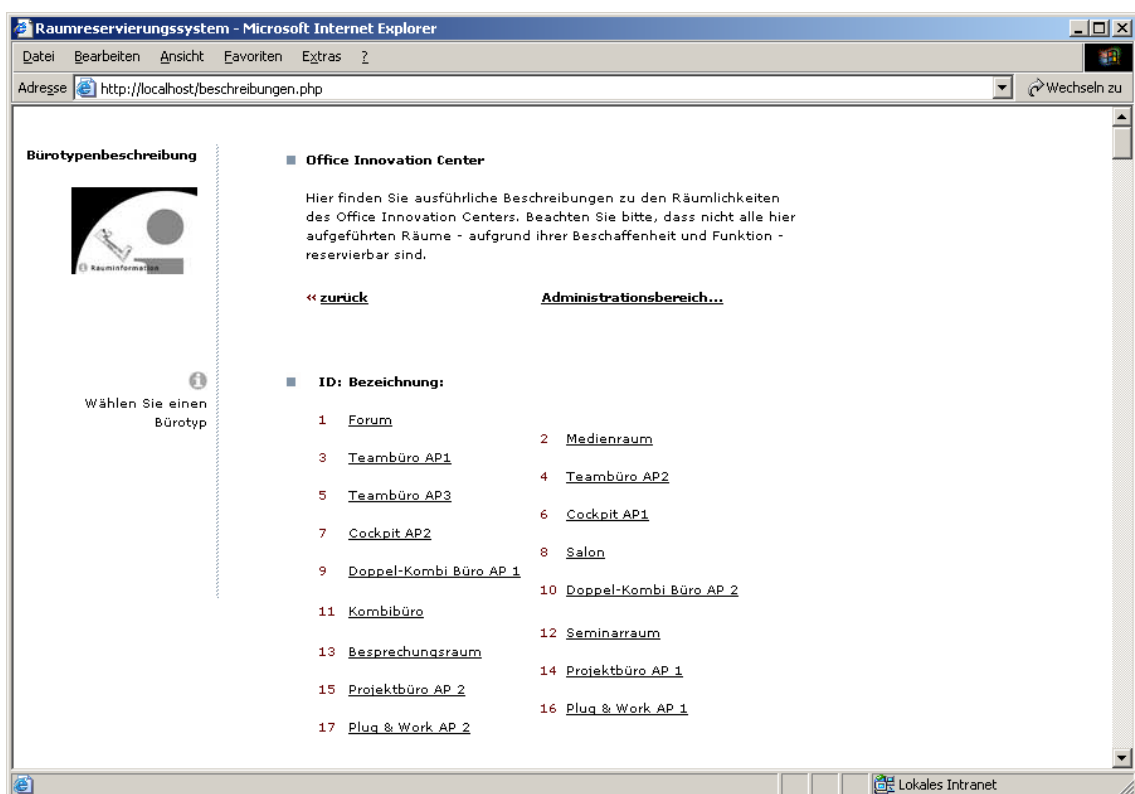 Raumreservierungssystem - Microsoft Internet Explorer
Datei Bearbeiten Ansicht Favoriten Extras ?
Adresse http://localhost/beschreibungen.php Wechseln zu
Bürotypenbeschreibung
Rauminformation
Wählen Sie einen
Bürotyp
Office Innovation Center
Hier finden Sie ausführliche Beschreibungen zu den Räumlichkeiten
des Office Innovation Centers. Beachten Sie bitte, dass nicht alle hier
aufgeführten Räume - aufgrund ihrer Beschaffenheit und Funktion -
reservierbar sind.
« zurück Administrationsbereich...
ID: Bezeichnung:
1 Forum
2 Medienraum
3 Teambüro AP1
4 Teambüro AP2
5 Teambüro AP3
6 Cockpit AP1
7 Cockpit AP2
8 Salon
9 Doppel-Kombi Büro AP 1
10 Doppel-Kombi Büro AP 2
11 Kombibüro
12 Seminarraum
13 Besprechungsraum
14 Projektbüro AP 1
15 Projektbüro AP 2
16 Plug & Work AP 1
17 Plug & Work AP 2
Lokales Intranet